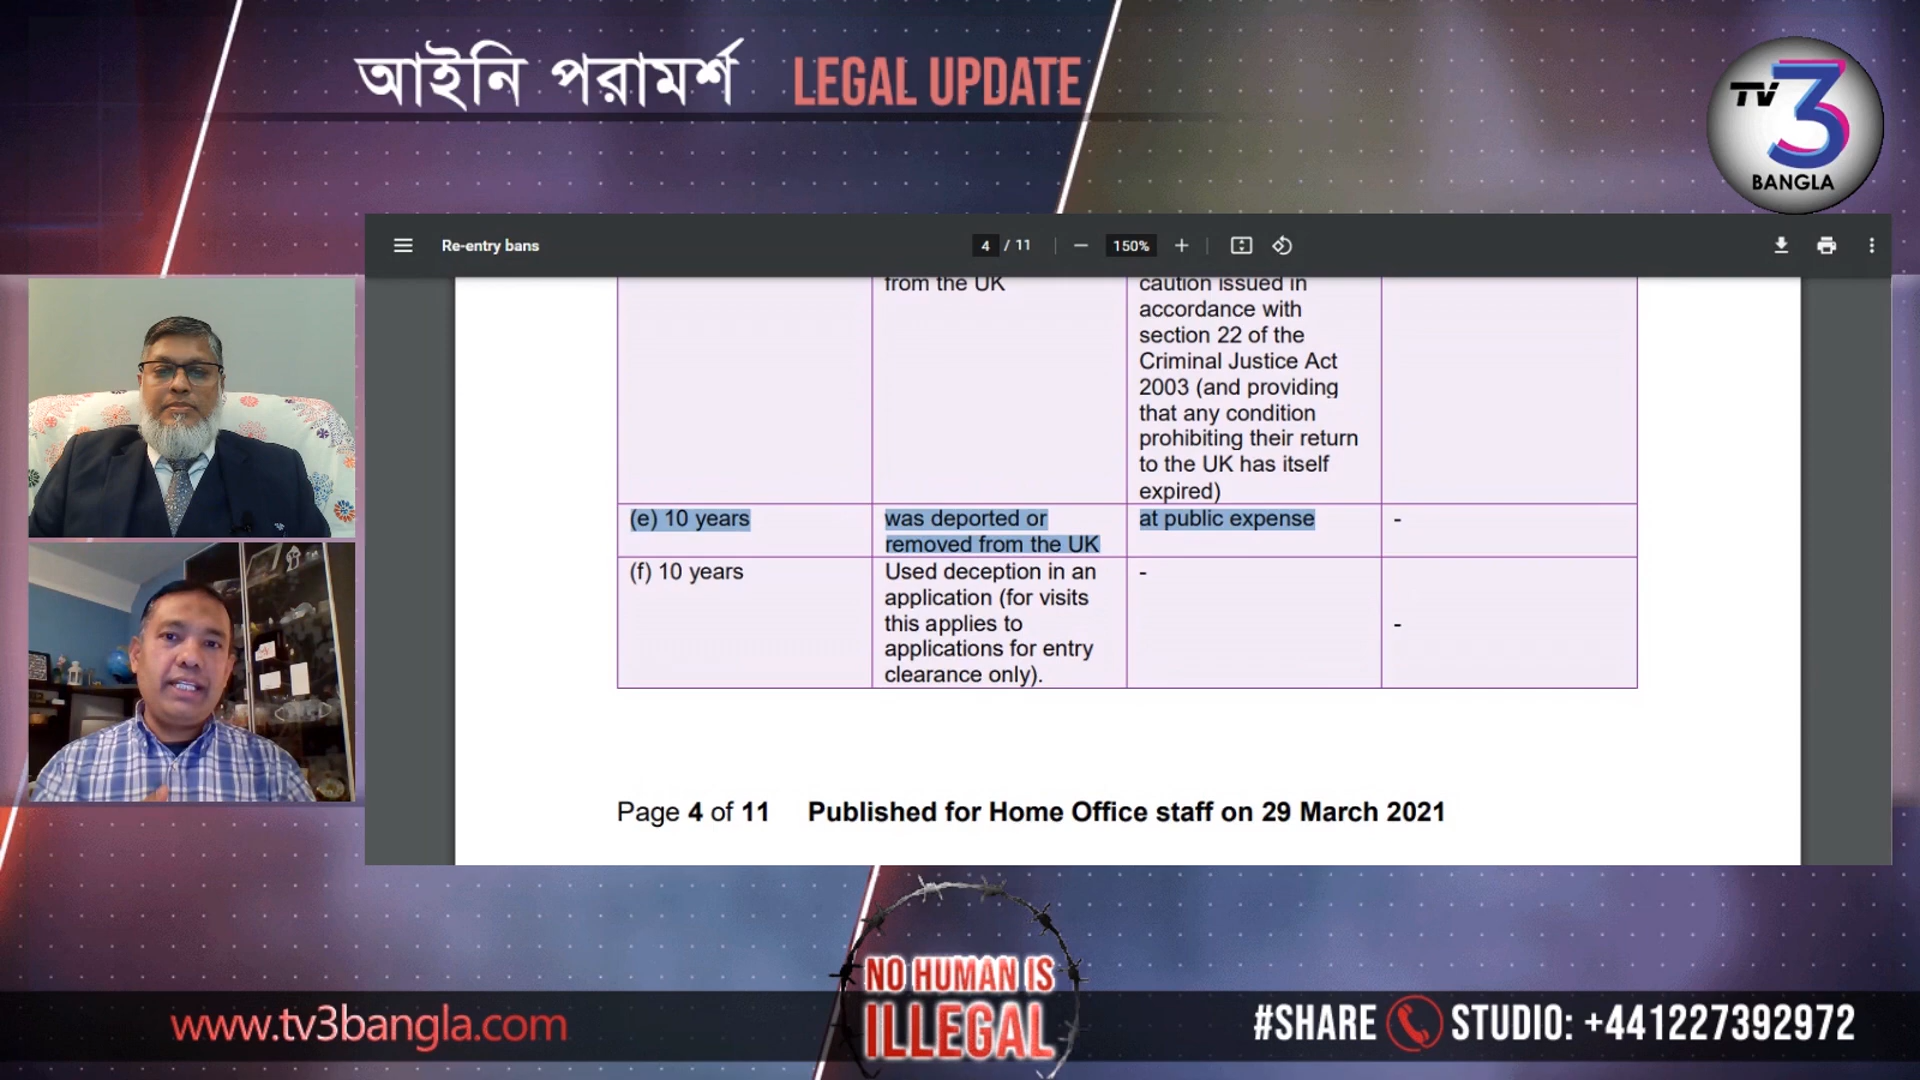 আইনি পরামর্শ LEGAL UPDATE
TV3
BANGLA
Re-entry bans
4 / 11
150%
from the UK
caution issued in
accordance with
section 22 of the
Criminal Justice Act
2003 (and providing
that any condition
prohibiting their return
to the UK has itself
expired)
(e) 10 years
was deported or
removed from the UK
at public expense
-
(f) 10 years
Used deception in an
application (for visits
this applies to
applications for entry
clearance only).
-
-
Page 4 of 11 Published for Home Office staff on 29 March 2021
NO HUMAN IS
ILLEGAL
www.tv3bangla.com
#SHARE STUDIO: +441227392972